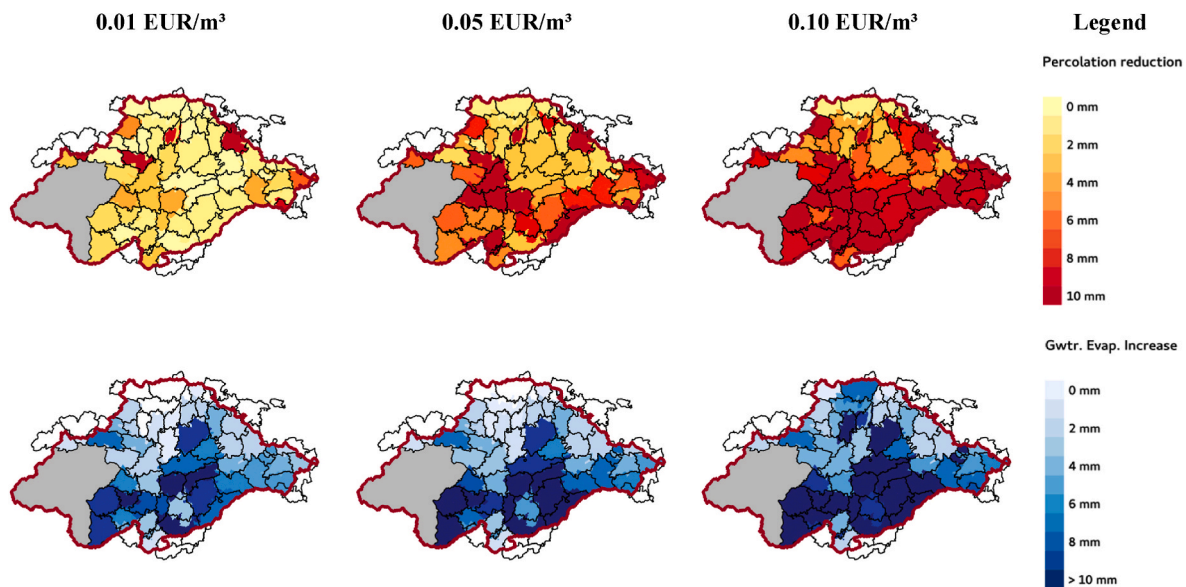 0.01 EUR/m³ 0.05 EUR/m³ 0.10 EUR/m³ Legend
Percolation reduction
0 mm
2 mm
4 mm
6 mm
8 mm
10 mm
Gwtr. Evap. Increase
0 mm
2 mm
4 mm
6 mm
8 mm
> 10 mm